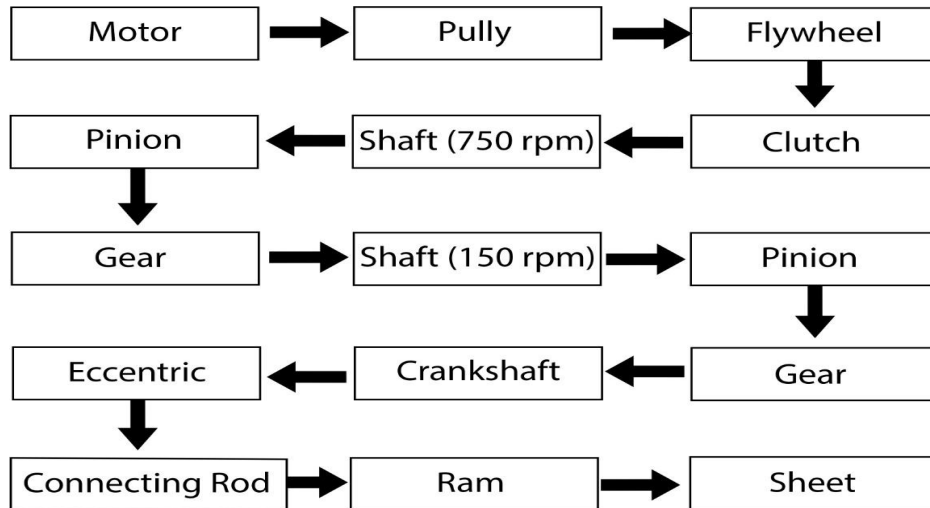 Motor
Pully
Flywheel
Pinion
Shaft (750 rpm)
Clutch
Gear
Shaft (150 rpm)
Pinion
Eccentric
Crankshaft
Gear
Connecting Rod
Ram
Sheet